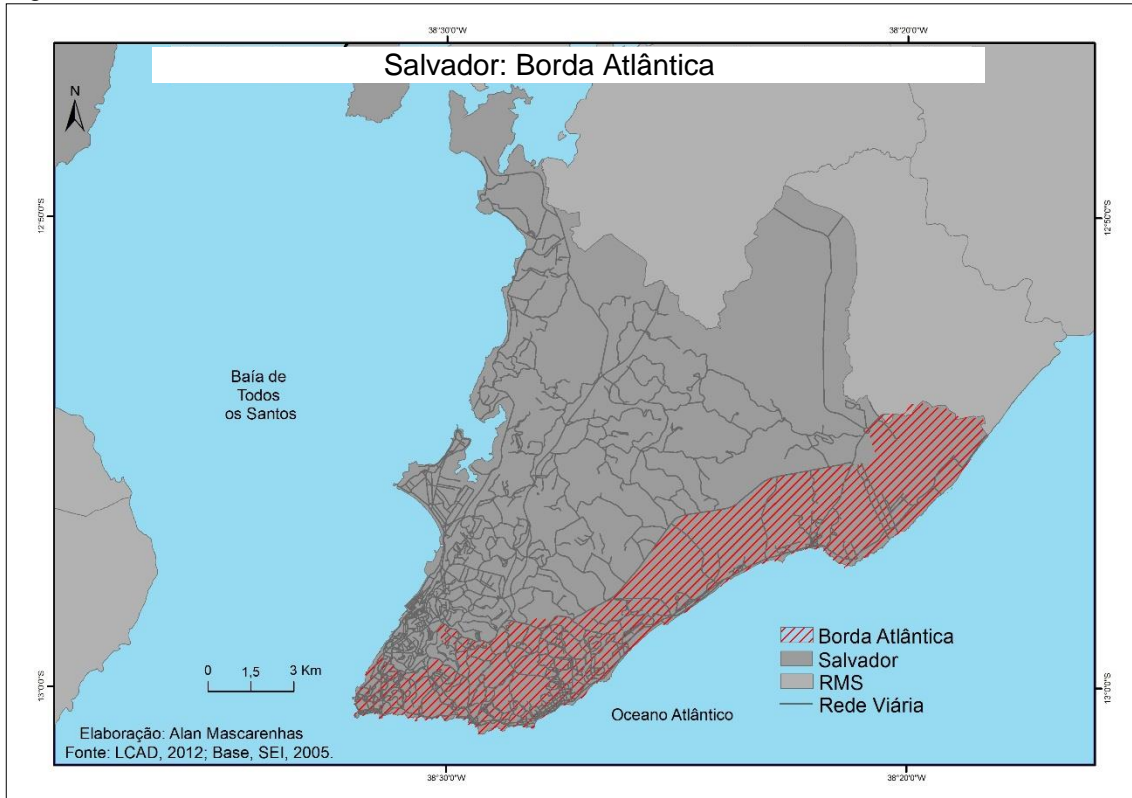 38°30'0"W
38°20'0"W
Salvador: Borda Atlântica
N
12°50'0"S
12°50'0"S
Baía de
Todos
os Santos
Borda Atlântica
Salvador
RMS
Rede Viária
0 1,5 3 Km
13°0'0"S
13°0'0"S
Oceano Atlântico
Elaboração: Alan Mascarenhas
Fonte: LCAD, 2012; Base, SEI, 2005.
38°30'0"W
38°20'0"W